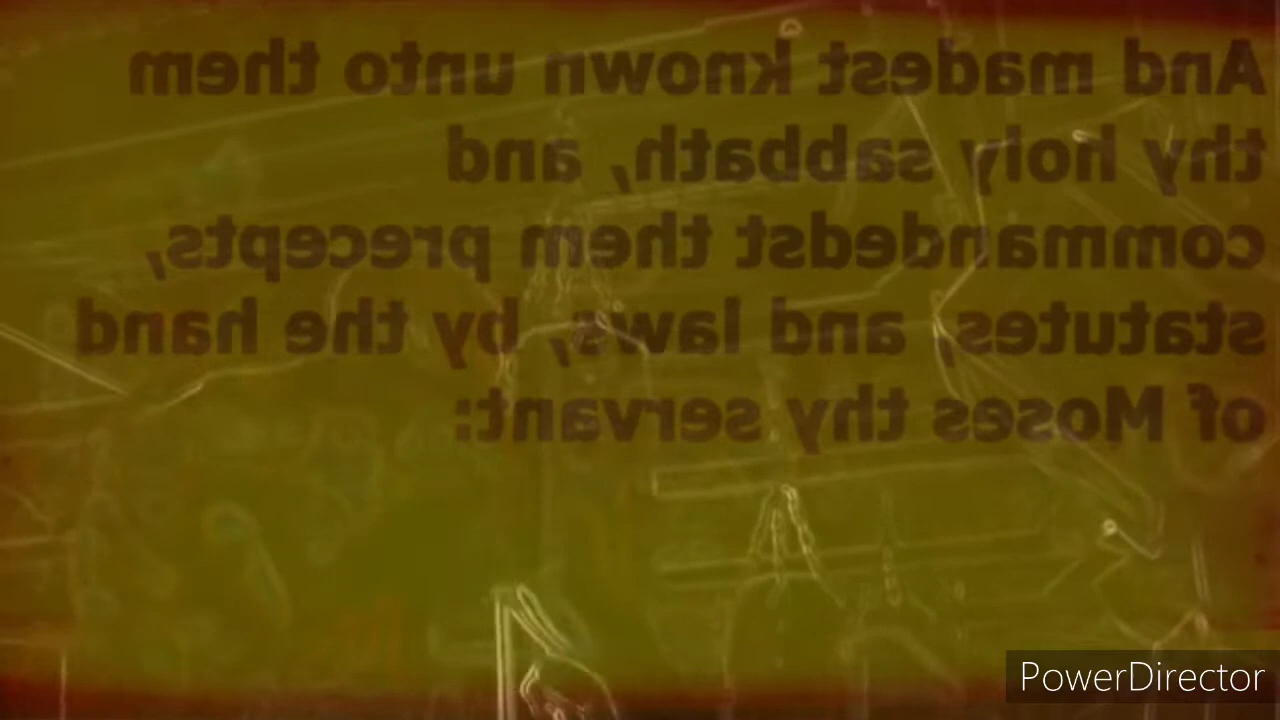 And madest known unto them
thy holy sabbath, and
commandedst them precepts,
statutes, and laws, by the hand
of Moses thy servant:
PowerDirector